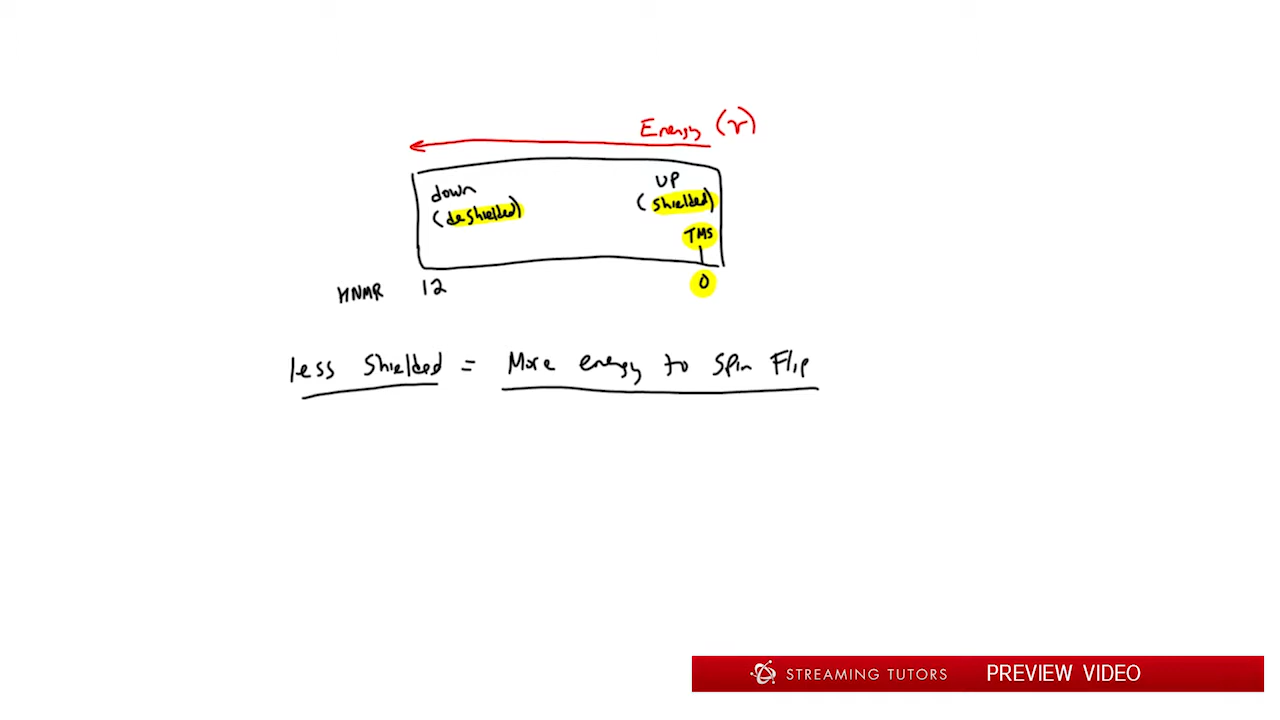 Energy (ν)
down
(deshielded)
UP
(shielded)
TMS
HNMR 12 0
less shielded = More energy to spin Flip
STREAMING TUTORS PREVIEW VIDEO